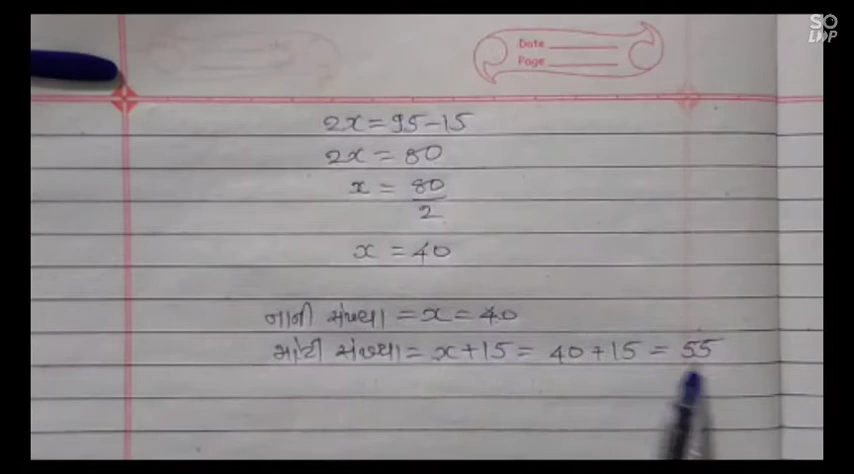 SO
LOOP
Date
Page
2x = 95-15
2x = 80
x = 80/2
x = 40
નાની સંખ્યા = x = 40
મોટી સંખ્યા = x + 15 = 40 + 15 = 55